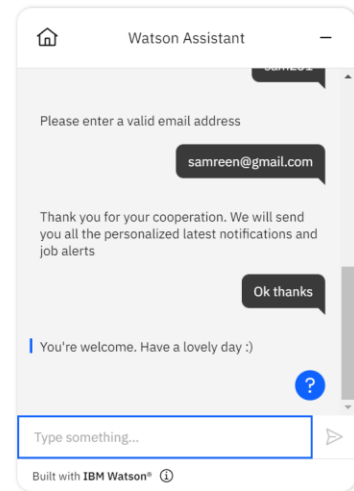 Watson Assistant
Please enter a valid email address
samreen@gmail.com
Thank you for your cooperation. We will send
you all the personalized latest notifications and
job alerts
Ok thanks
You're welcome. Have a lovely day :)
?
Type something...
Built with IBM Watson®